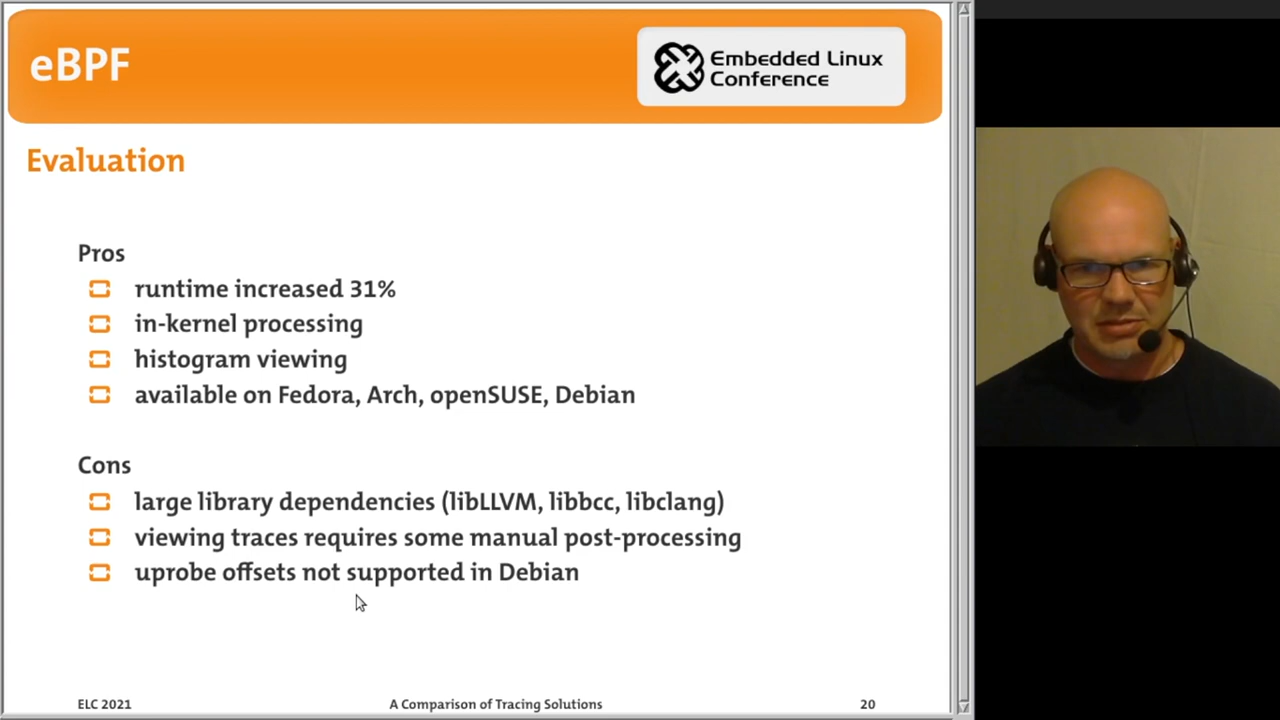 eBPF
Embedded Linux
Conference
Evaluation
Pros
runtime increased 31%
in-kernel processing
histogram viewing
available on Fedora, Arch, openSUSE, Debian
Cons
large library dependencies (libLLVM, libbcc, libclang)
viewing traces requires some manual post-processing
uprobe offsets not supported in Debian
ELC 2021
A Comparison of Tracing Solutions
20